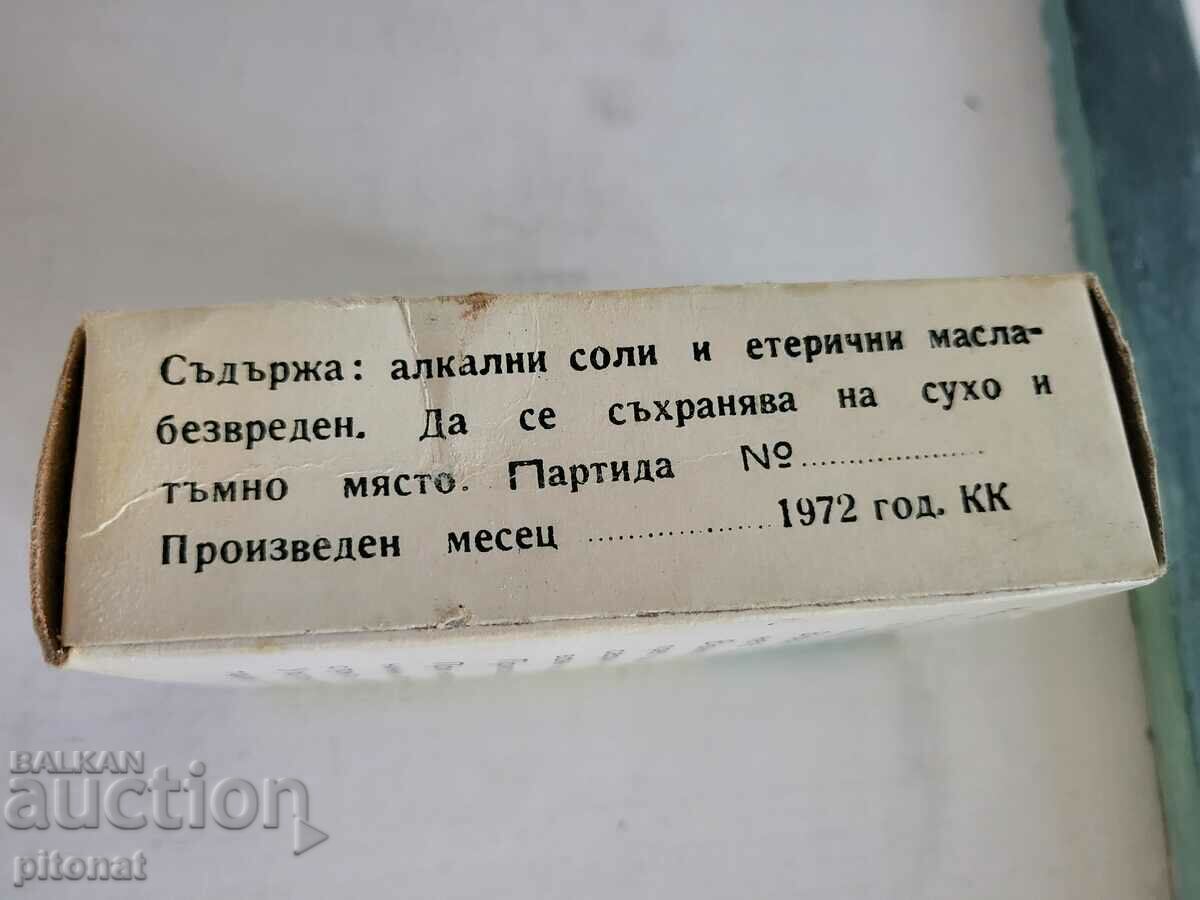 Съдържа: алкални соли и етерични масла-
безвреден. Да се съхранява на сухо и
тъмно място. Партида №....................
Произведен месец ....................1972 год. КК
BALKAN
auction
pitonat